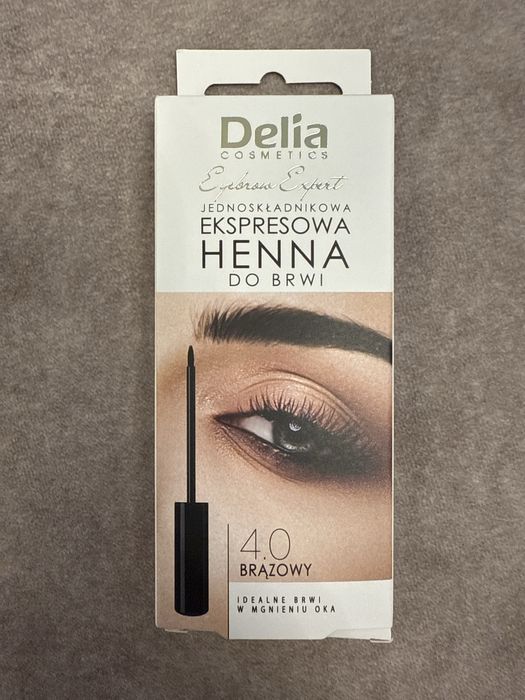 Delia
COSMETICS
Eyebrow Expert
JEDNOSKŁADNIKOWA
EKSPRESOWA
HENNA
DO BRWI
4.0
BRĄZOWY
IDEALNE BRWI
W MGNIENIU OKA